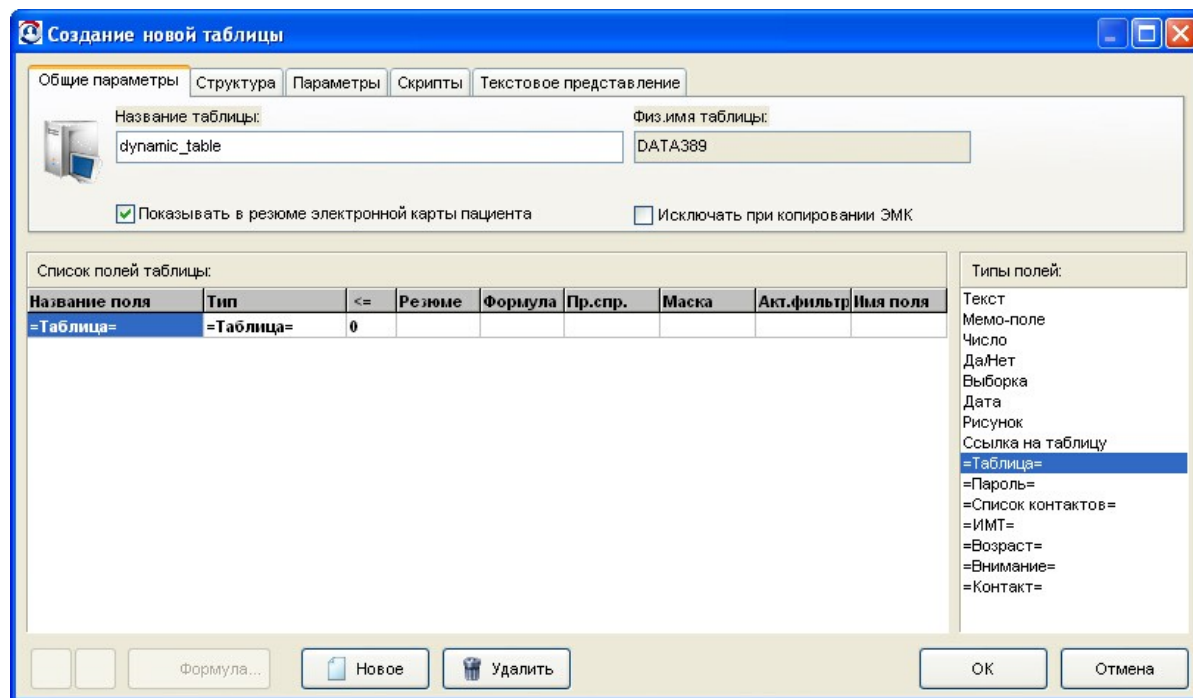 Создание новой таблицы
Общие параметры Структура Параметры Скрипты Текстовое представление
Название таблицы: Физ.имя таблицы:
dynamic_table DATA389
Показывать в резюме электронной карты пациента Исключать при копировании ЭМК
Список полей таблицы: Типы полей:
Название поля Тип <= Резюме Формула Пр.спр. Маска Акт.фильтр Имя поля
=Таблица= =Таблица= 0
Текст
Мемо-поле
Число
Да/Нет
Выборка
Дата
Рисунок
Ссылка на таблицу
=Таблица=
=Пароль=
=Список контактов=
=ИМТ=
=Возраст=
=Внимание=
=Контакт=
Формула... Новое Удалить OK Отмена